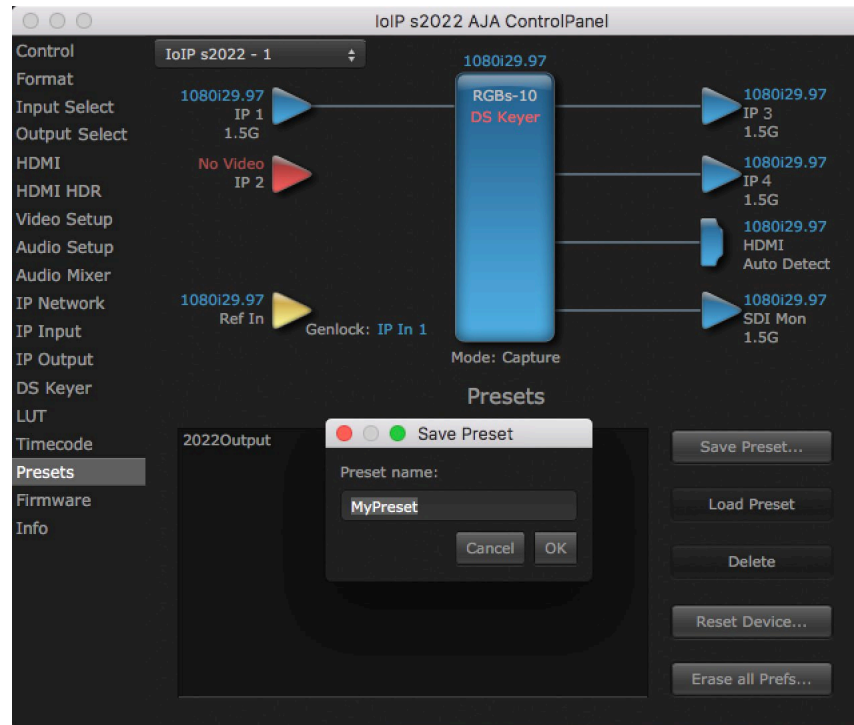 IoIP s2022 AJA ControlPanel
Control
Format
Input Select
Output Select
HDMI
HDMI HDR
Video Setup
Audio Setup
Audio Mixer
IP Network
IP Input
IP Output
DS Keyer
LUT
Timecode
Presets
Firmware
Info
IoIP s2022 - 1
1080i29.97
IP 1
1.5G
No Video
IP 2
1080i29.97
Ref In
Genlock: IP In 1
1080i29.97
RGBs-10
DS Keyer
Mode: Capture
1080i29.97
IP 3
1.5G
1080i29.97
IP 4
1.5G
1080i29.97
HDMI
Auto Detect
1080i29.97
SDI Mon
1.5G
Presets
2022Output
Save Preset
Preset name:
MyPreset
Cancel OK
Save Preset...
Load Preset
Delete
Reset Device...
Erase all Prefs...